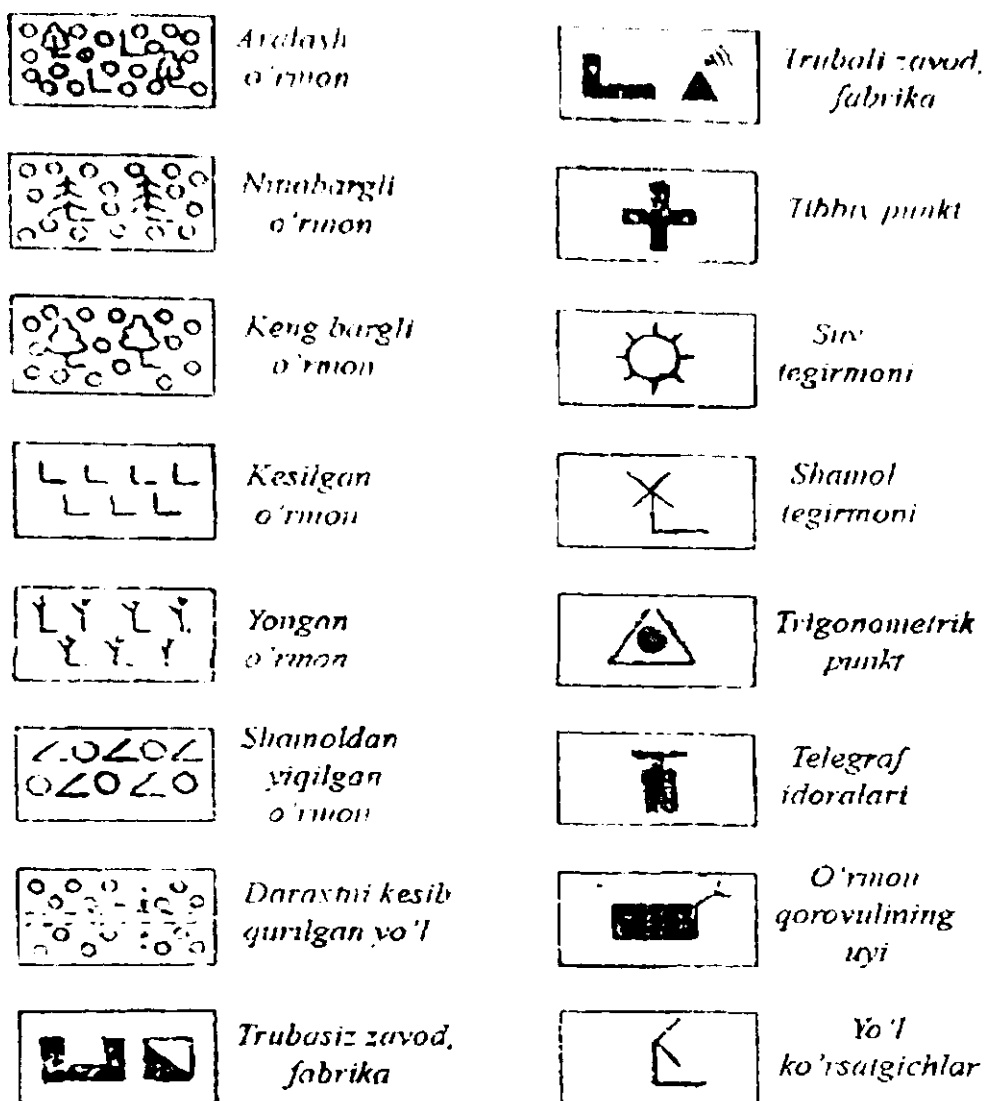 Aralash
o'rmon
Ninabargli
o'rmon
Keng bargli
o'rmon
Kesilgan
o'rmon
Yongan
o'rmon
Shamoldan
yiqilgan
o'rmon
Daraxtni kesib
qurilgan yo'l
Trubasiz zavod,
fabrika
Trubali zavod,
fabrika
Tibbiy punkt
Suv
tegirmoni
Shamol
tegirmoni
Trigonometrik
punkt
Telegraf
idoralari
O'rmon
qorovulining
uyi
Yo'l
ko'rsatgichlar